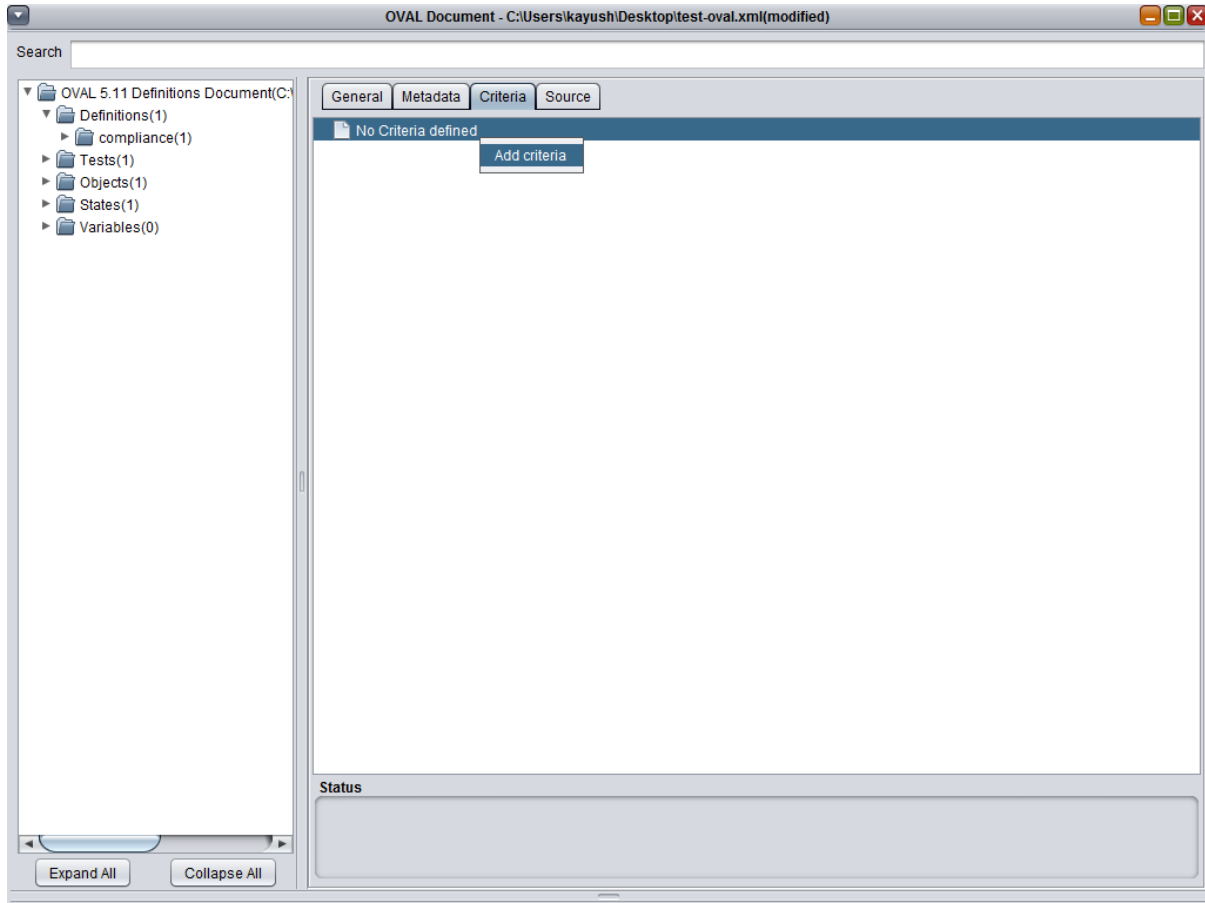 OVAL Document - C:\Users\kayush\Desktop\test-oval.xml(modified)
Search
OVAL 5.11 Definitions Document(C:\
Definitions(1)
compliance(1)
Tests(1)
Objects(1)
States(1)
Variables(0)
Expand All Collapse All
General Metadata Criteria Source
No Criteria defined
Add criteria
Status